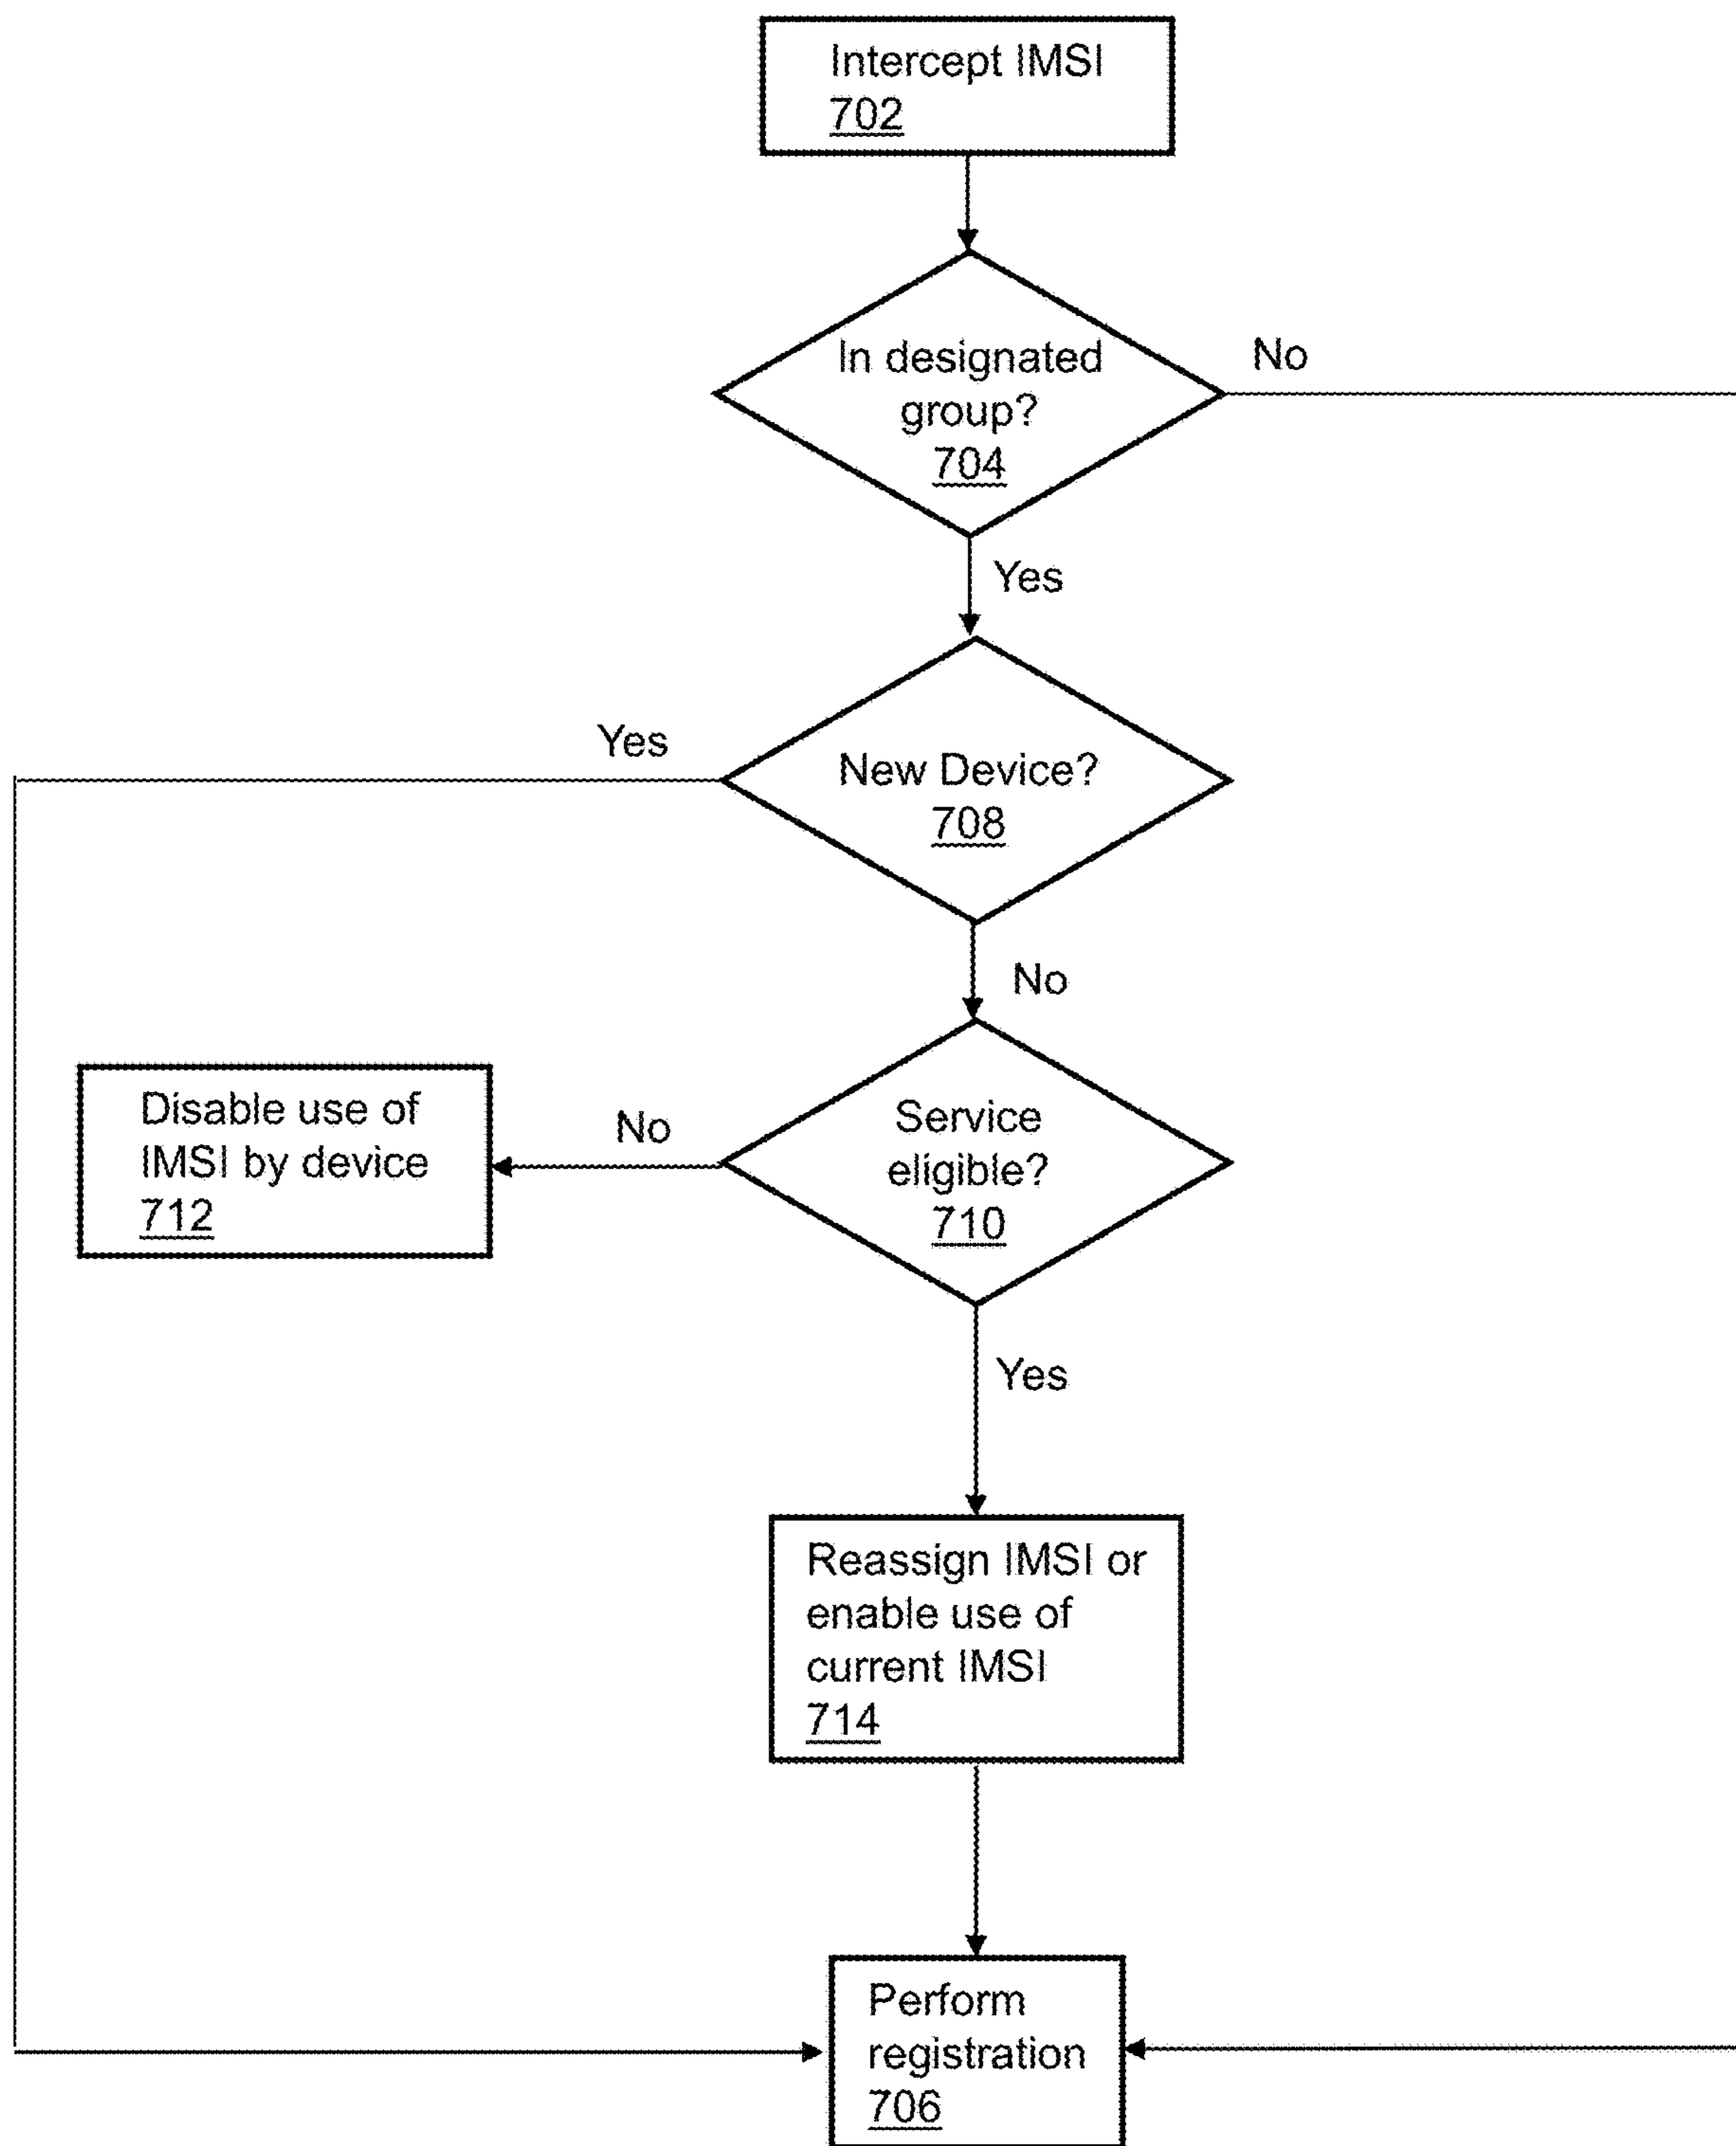 Intercept IMSI
702
In designated
group?
704
No
Yes
Yes
New Device?
708
No
Disable use of
IMSI by device
712
No
Service
eligible?
710
Yes
Reassign IMSI or
enable use of
current IMSI
714
Perform
registration
706